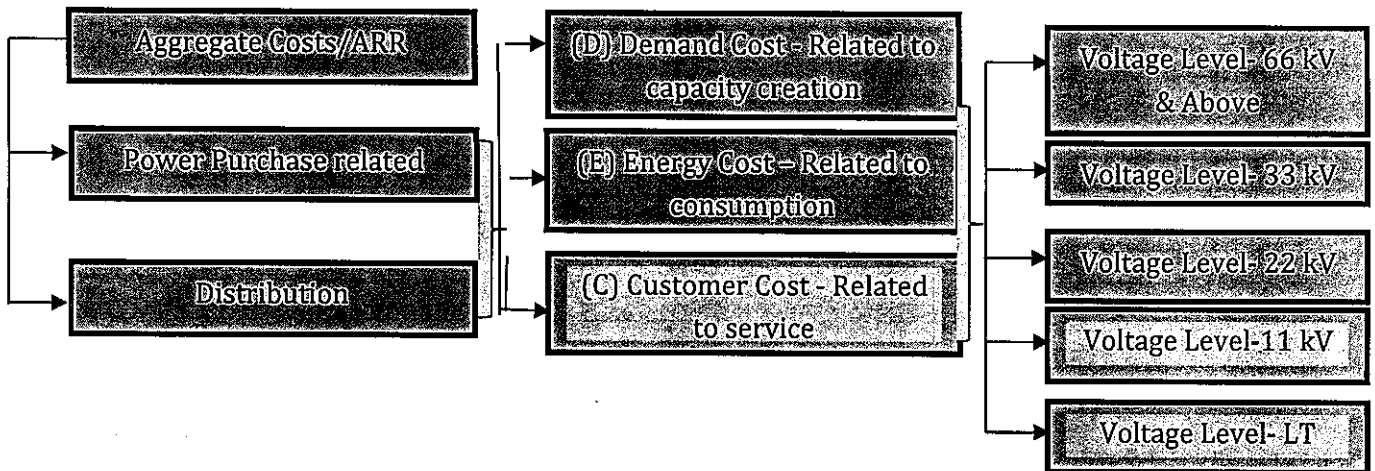 Aggregate Costs/ARR
Power Purchase related
Distribution
(D) Demand Cost - Related to
capacity creation
(E) Energy Cost – Related to
consumption
(C) Customer Cost - Related
to service
Voltage Level- 66 kV
& Above
Voltage Level- 33 kV
Voltage Level- 22 kV
Voltage Level-11 kV
Voltage Level- LT